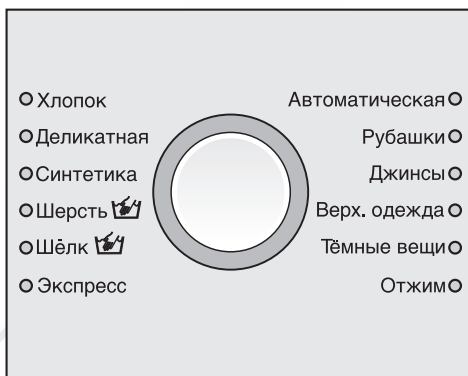 Хлопок
Деликатная
Синтетика
Шерсть
Шёлк
Экспресс
Автоматическая
Рубашки
Джинсы
Верх. одежда
Тёмные вещи
Отжим